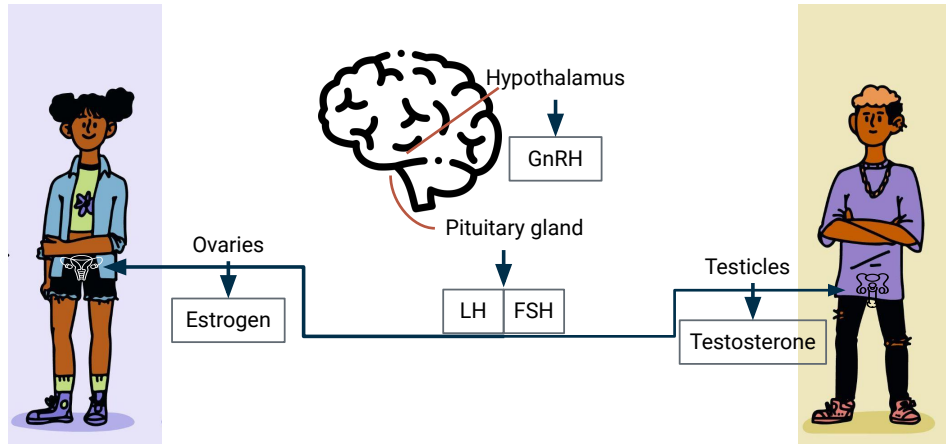 Hypothalamus
GnRH
Pituitary gland
Ovaries
Testicles
LH FSH
Estrogen
Testosterone